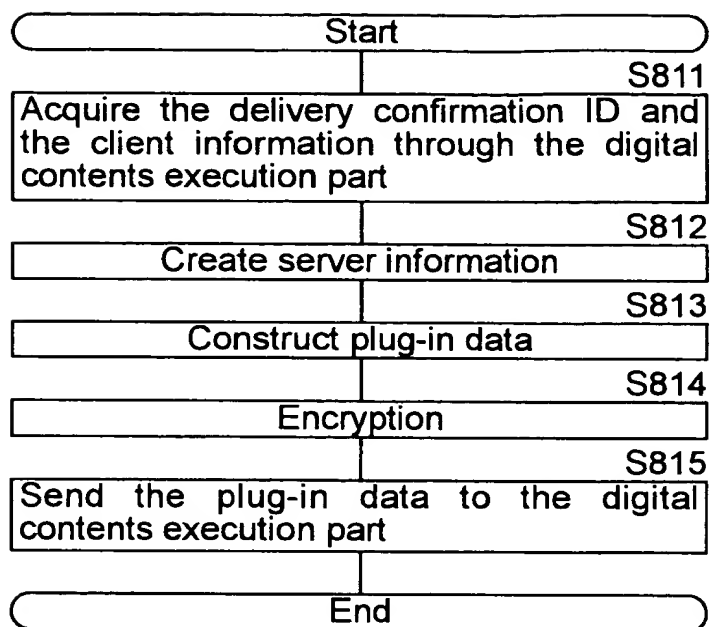 Start
S811
Acquire the delivery confirmation ID and
the client information through the digital
contents execution part
S812
Create server information
S813
Construct plug-in data
S814
Encryption
S815
Send the plug-in data to the digital
contents execution part
End